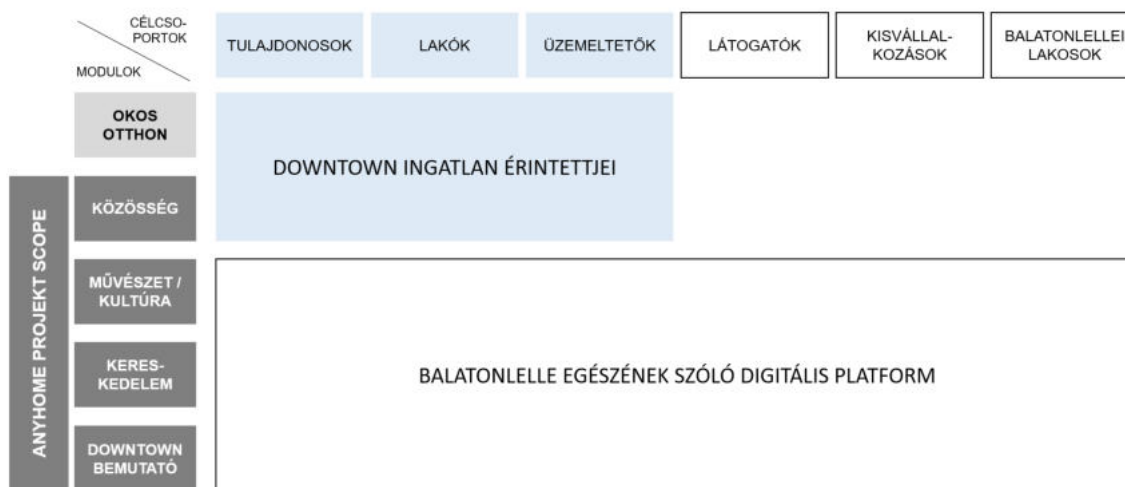 CÉLCSO-
PORTOK
MODULOK
TULAJDONOSOK
LAKÓK
ÜZEMELTETŐK
LÁTOGATÓK
KISVÁLLAL-
KOZÁSOK
BALATONLELLEI
LAKOSOK
OKOS
OTTHON
DOWNTOWN INGATLAN ÉRINTETTJEI
ANYHOME PROJEKT SCOPE
KÖZÖSSÉG
MŰVÉSZET /
KULTÚRA
KERES-
KEDELEM
BALATONLELLE EGÉSZÉNEK SZÓLÓ DIGITÁLIS PLATFORM
DOWNTOWN
BEMUTATÓ